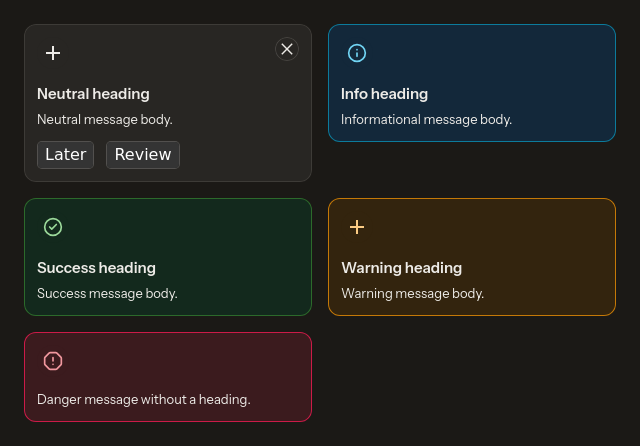 Neutral heading
Neutral message body.
Later Review
Info heading
Informational message body.
Success heading
Success message body.
Warning heading
Warning message body.
Danger message without a heading.